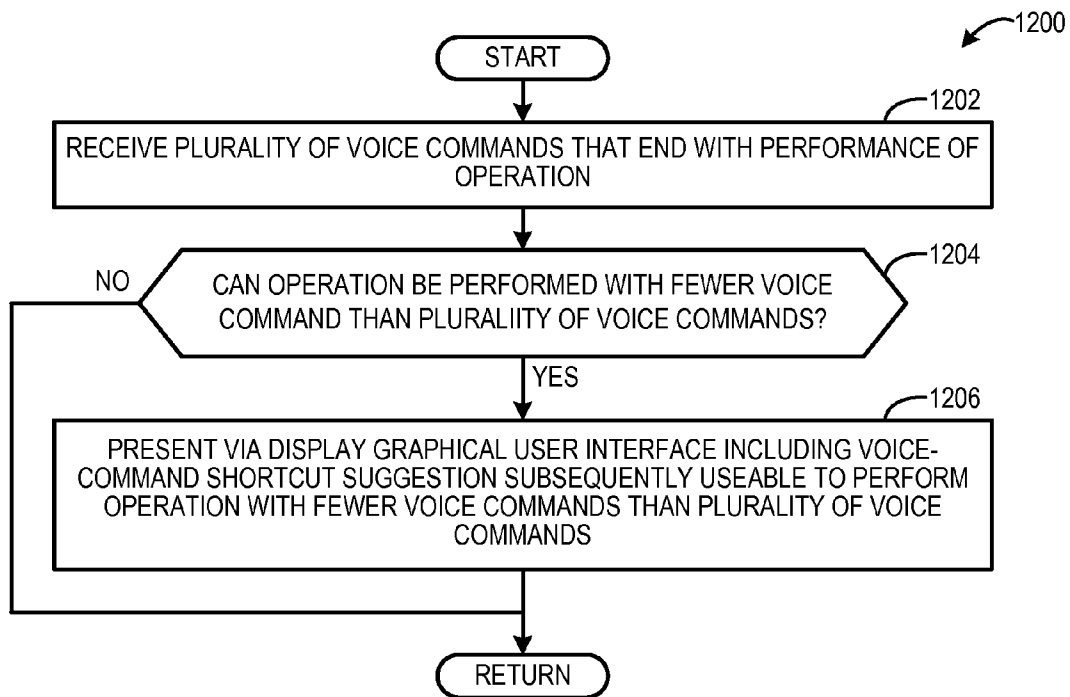 1200
START
1202
RECEIVE PLURALITY OF VOICE COMMANDS THAT END WITH PERFORMANCE OF
OPERATION
1204
NO
CAN OPERATION BE PERFORMED WITH FEWER VOICE
COMMAND THAN PLURALIITY OF VOICE COMMANDS?
YES
1206
PRESENT VIA DISPLAY GRAPHICAL USER INTERFACE INCLUDING VOICE-
COMMAND SHORTCUT SUGGESTION SUBSEQUENTLY USEABLE TO PERFORM
OPERATION WITH FEWER VOICE COMMANDS THAN PLURALITY OF VOICE
COMMANDS
RETURN